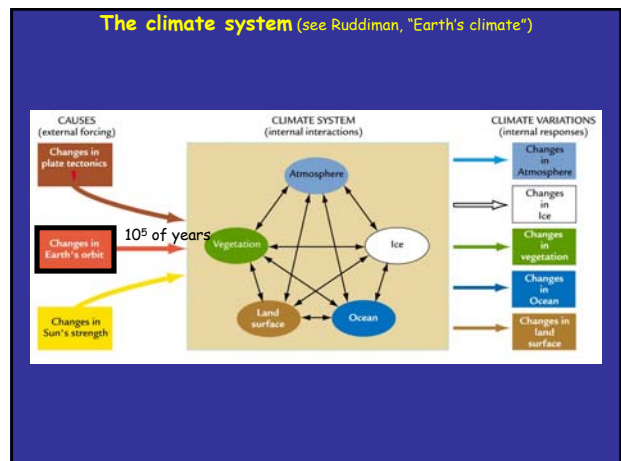 The climate system (see Ruddiman, “Earth’s climate”)
CAUSES
(external forcing)
Changes in
plate tectonics
Changes in
Earth's orbit
10⁵ of years
Changes in
Sun's strength
CLIMATE SYSTEM
(internal interactions)
Atmosphere
Vegetation
Ice
Land
surface
Ocean
CLIMATE VARIATIONS
(internal responses)
Changes
in
Atmosphere
Changes
in
Ice
Changes
in
vegetation
Changes
in
Ocean
Changes in
land
surface